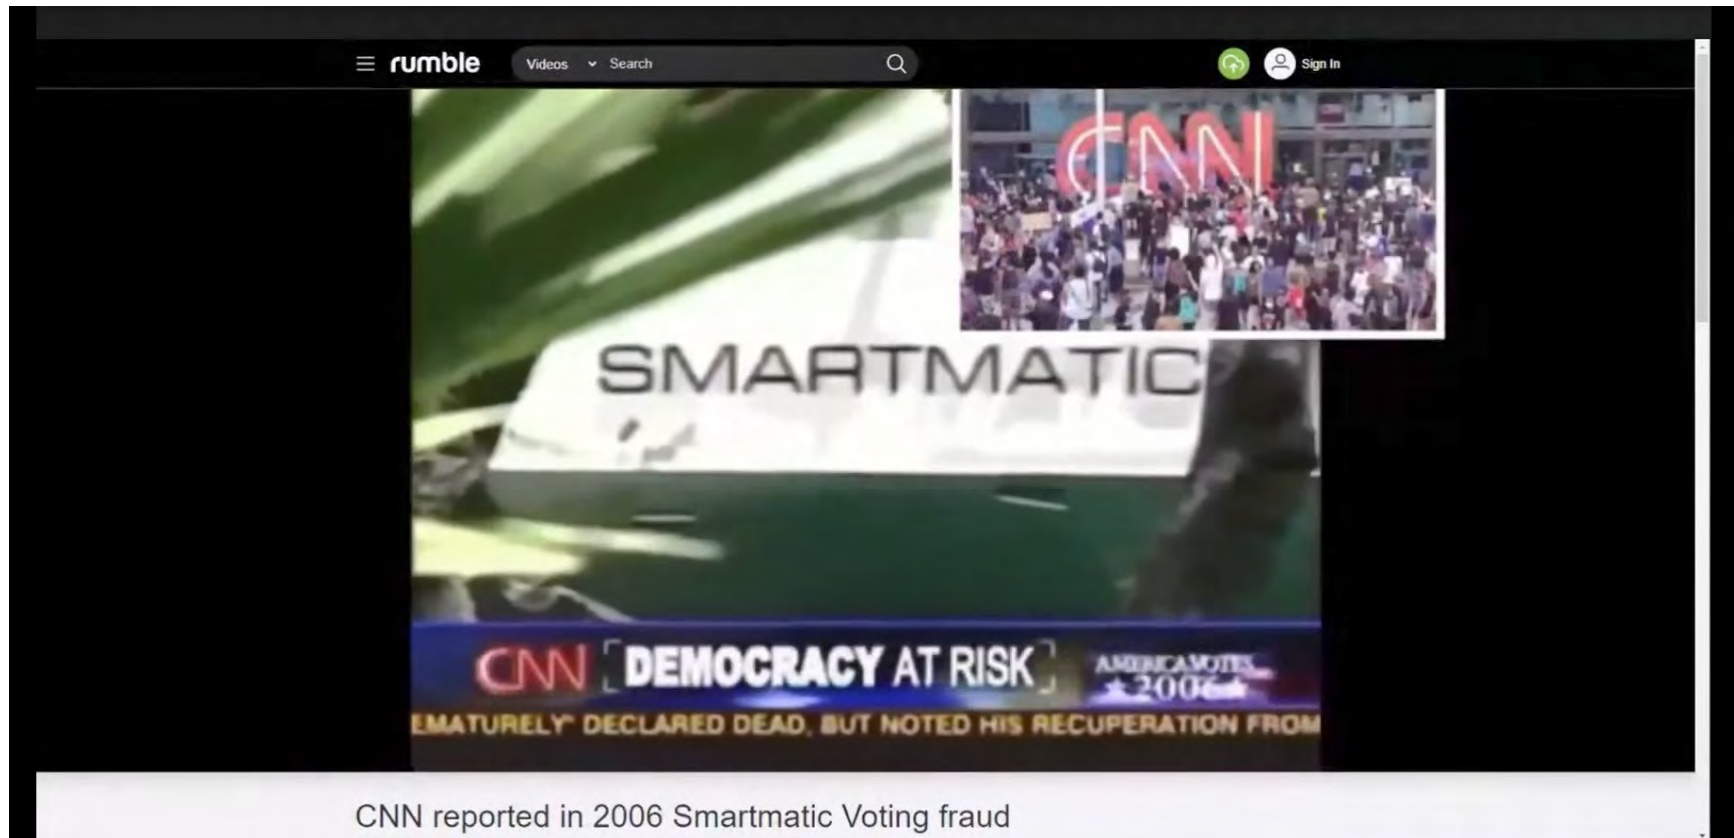 rumble
Videos Search
Sign In
CNN
SMARTMATIC
CNN DEMOCRACY AT RISK AMERICA VOTES
2006
EMATURELY" DECLARED DEAD, BUT NOTED HIS RECUPERATION FROM
CNN reported in 2006 Smartmatic Voting fraud